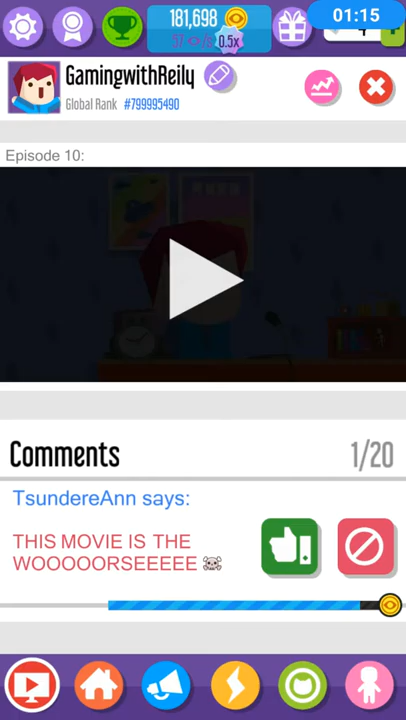 181,698
0.5x
01:15
GamingwithReily
Global Rank #799995490
Episode 10:
Comments 1/20
TsundereAnn says:
THIS MOVIE IS THE
WOOOOORSEEEEE ☠️